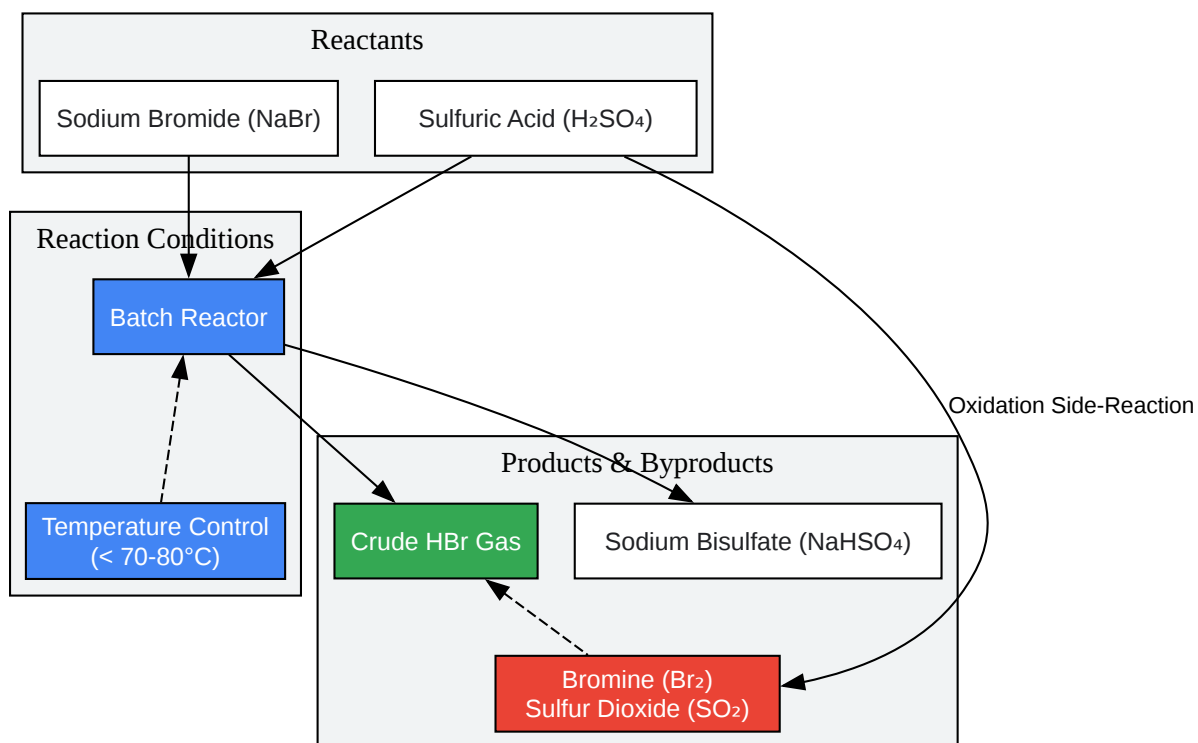 Reactants
Sodium Bromide (NaBr)
Sulfuric Acid (H₂SO₄)
Reaction Conditions
Batch Reactor
Temperature Control
(< 70-80°C)
Oxidation Side-Reaction
Products & Byproducts
Crude HBr Gas
Sodium Bisulfate (NaHSO₄)
Bromine (Br₂)
Sulfur Dioxide (SO₂)